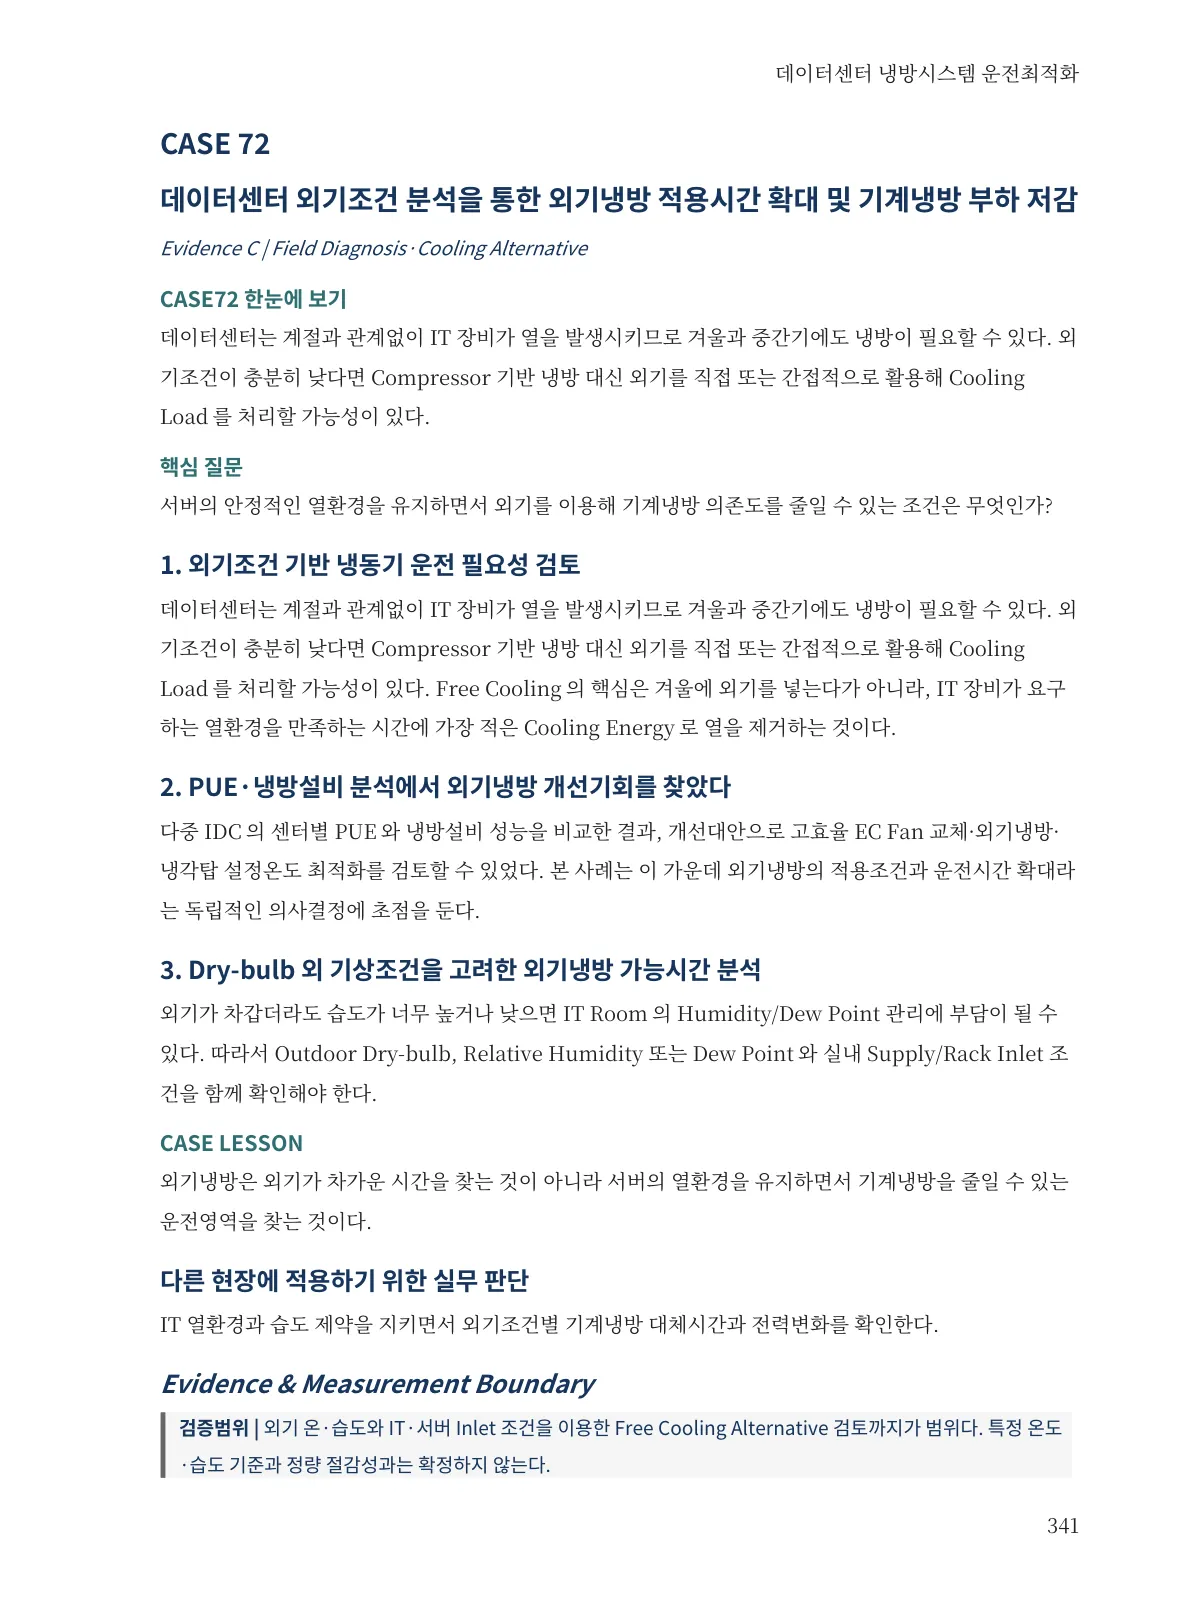 데이터센터 냉방시스템 운전최적화
CASE 72
데이터센터 외기조건 분석을 통한 외기냉방 적용시간 확대 및 기계냉방 부하 저감
Evidence C | Field Diagnosis · Cooling Alternative
CASE72 한눈에 보기
데이터센터는 계절과 관계없이 IT 장비가 열을 발생시키므로 겨울과 중간기에도 냉방이 필요할 수 있다. 외
기조건이 충분히 낮다면 Compressor 기반 냉방 대신 외기를 직접 또는 간접적으로 활용해 Cooling
Load 를 처리할 가능성이 있다.
핵심 질문
서버의 안정적인 열환경을 유지하면서 외기를 이용해 기계냉방 의존도를 줄일 수 있는 조건은 무엇인가?
1. 외기조건 기반 냉동기 운전 필요성 검토
데이터센터는 계절과 관계없이 IT 장비가 열을 발생시키므로 겨울과 중간기에도 냉방이 필요할 수 있다. 외
기조건이 충분히 낮다면 Compressor 기반 냉방 대신 외기를 직접 또는 간접적으로 활용해 Cooling
Load 를 처리할 가능성이 있다. Free Cooling 의 핵심은 겨울에 외기를 넣는다가 아니라, IT 장비가 요구
하는 열환경을 만족하는 시간에 가장 적은 Cooling Energy 로 열을 제거하는 것이다.
2. PUE · 냉방설비 분석에서 외기냉방 개선기회를 찾았다
다중 IDC 의 센터별 PUE 와 냉방설비 성능을 비교한 결과, 개선대안으로 고효율 EC Fan 교체·외기냉방·
냉각탑 설정온도 최적화를 검토할 수 있었다. 본 사례는 이 가운데 외기냉방의 적용조건과 운전시간 확대라
는 독립적인 의사결정에 초점을 둔다.
3. Dry-bulb 외 기상조건을 고려한 외기냉방 가능시간 분석
외기가 차갑더라도 습도가 너무 높거나 낮으면 IT Room 의 Humidity/Dew Point 관리에 부담이 될 수
있다. 따라서 Outdoor Dry-bulb, Relative Humidity 또는 Dew Point 와 실내 Supply/Rack Inlet 조
건을 함께 확인해야 한다.
CASE LESSON
외기냉방은 외기가 차가운 시간을 찾는 것이 아니라 서버의 열환경을 유지하면서 기계냉방을 줄일 수 있는
운전영역을 찾는 것이다.
다른 현장에 적용하기 위한 실무 판단
IT 열환경과 습도 제약을 지키면서 외기조건별 기계냉방 대체시간과 전력변화를 확인한다.
Evidence & Measurement Boundary
검증범위 | 외기 온·습도와 IT·서버 Inlet 조건을 이용한 Free Cooling Alternative 검토까지가 범위다. 특정 온도
·습도 기준과 정량 절감성과는 확정하지 않는다.
341